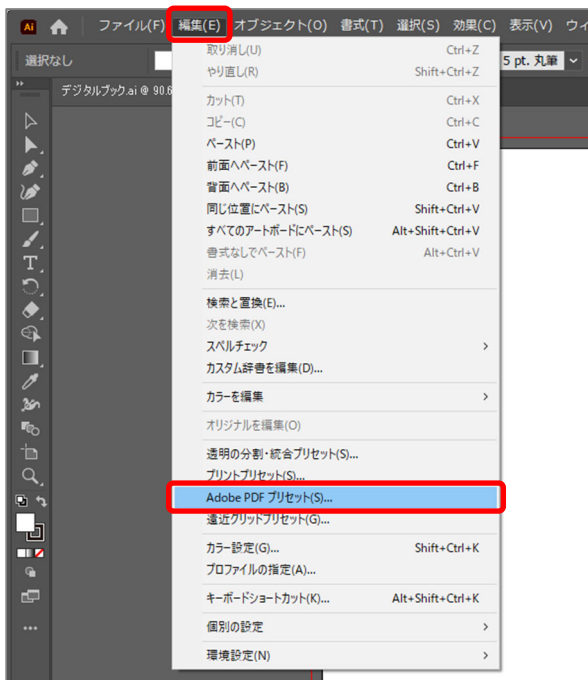 Ai ファイル(F) 編集(E) オブジェクト(O) 書式(T) 選択(S) 効果(C) 表示(V) ウィ
選択なし 5 pt. 丸筆
デジタルブック.ai @ 90.6
取り消し(U) Ctrl+Z
やり直し(R) Shift+Ctrl+Z
カット(T) Ctrl+X
コピー(C) Ctrl+C
ペースト(P) Ctrl+V
前面へペースト(F) Ctrl+F
背面へペースト(B) Ctrl+B
同じ位置にペースト(S) Shift+Ctrl+V
すべてのアートボードにペースト(S) Alt+Shift+Ctrl+V
書式なしでペースト(F) Alt+Ctrl+V
消去(L)
検索と置換(E)...
次を検索(X)
スペルチェック
カスタム辞書を編集(D)...
カラーを編集
オリジナルを編集(O)
透明の分割・統合プリセット(S)...
プリントプリセット(S)...
Adobe PDF プリセット(S)...
遠近グリッドプリセット(G)...
カラー設定(G)... Shift+Ctrl+K
プロファイルの指定(A)...
キーボードショートカット(K)... Alt+Shift+Ctrl+K
個別の設定
環境設定(N)